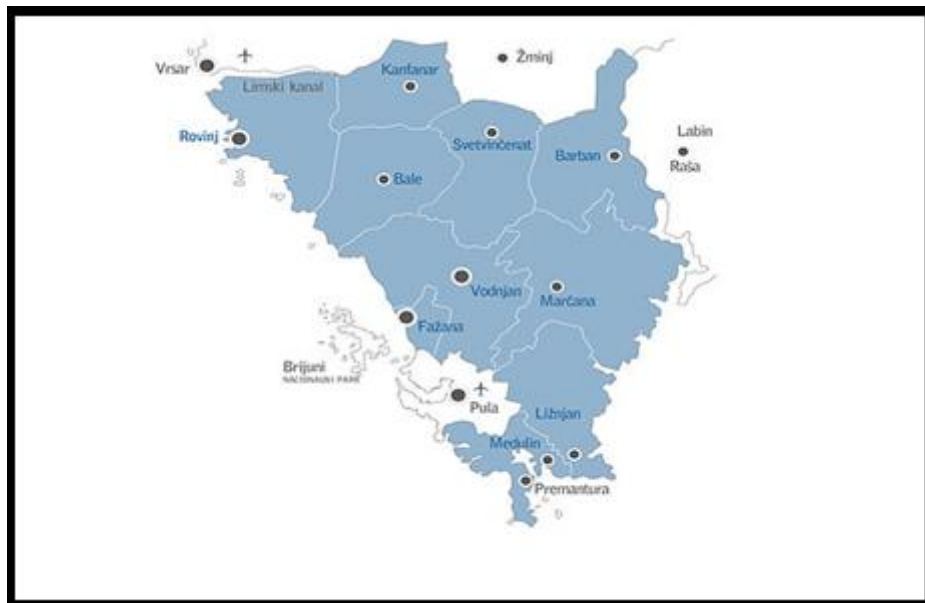 Žminj
Vrsar
Kanfanar
Limski kanal
Labin
Rovinj
Svetvinčenat
Barban
Raša
Bale
Vodnjan
Marčana
Fažana
Brijuni
NACIONALNI PARK
Pula
Ližnjan
Medulin
Premantura